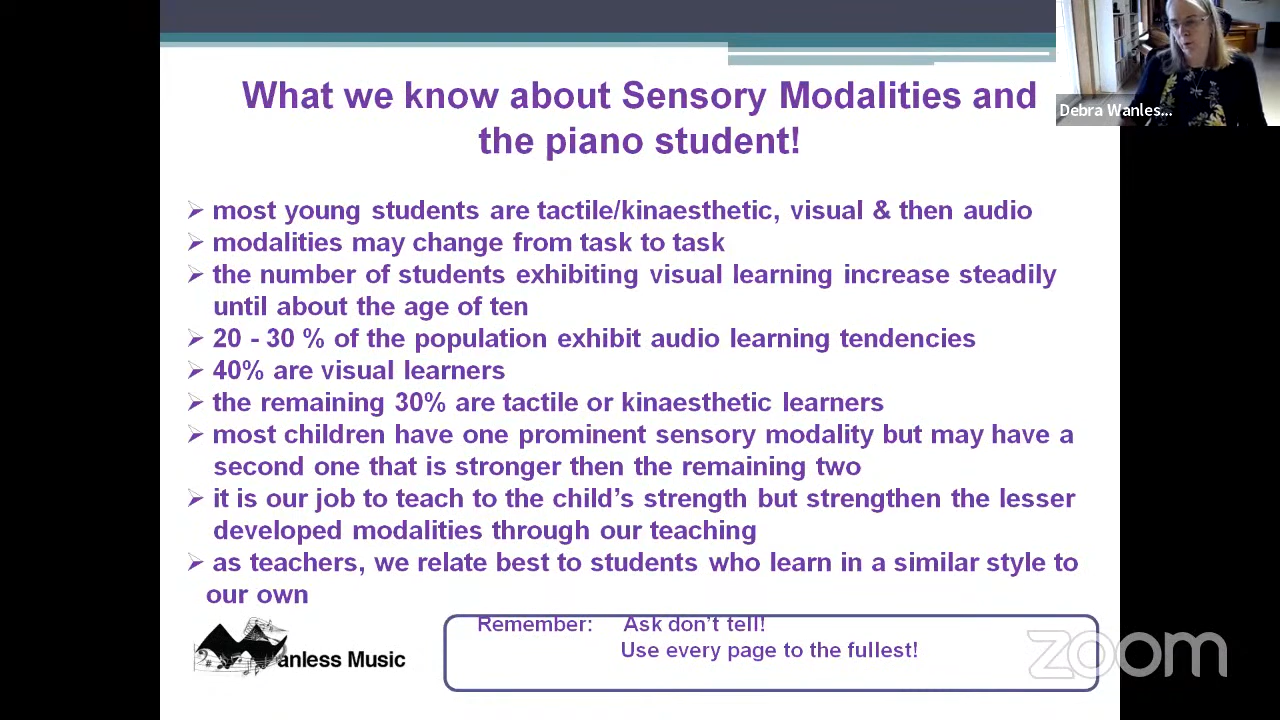 What we know about Sensory Modalities and
the piano student!
Debra Wanles...
most young students are tactile/kinaesthetic, visual & then audio
modalities may change from task to task
the number of students exhibiting visual learning increase steadily
until about the age of ten
20 - 30 % of the population exhibit audio learning tendencies
40% are visual learners
the remaining 30% are tactile or kinaesthetic learners
most children have one prominent sensory modality but may have a
second one that is stronger then the remaining two
it is our job to teach to the child’s strength but strengthen the lesser
developed modalities through our teaching
as teachers, we relate best to students who learn in a similar style to
our own
Remember: Ask don’t tell!
Use every page to the fullest!
anless Music
zoom